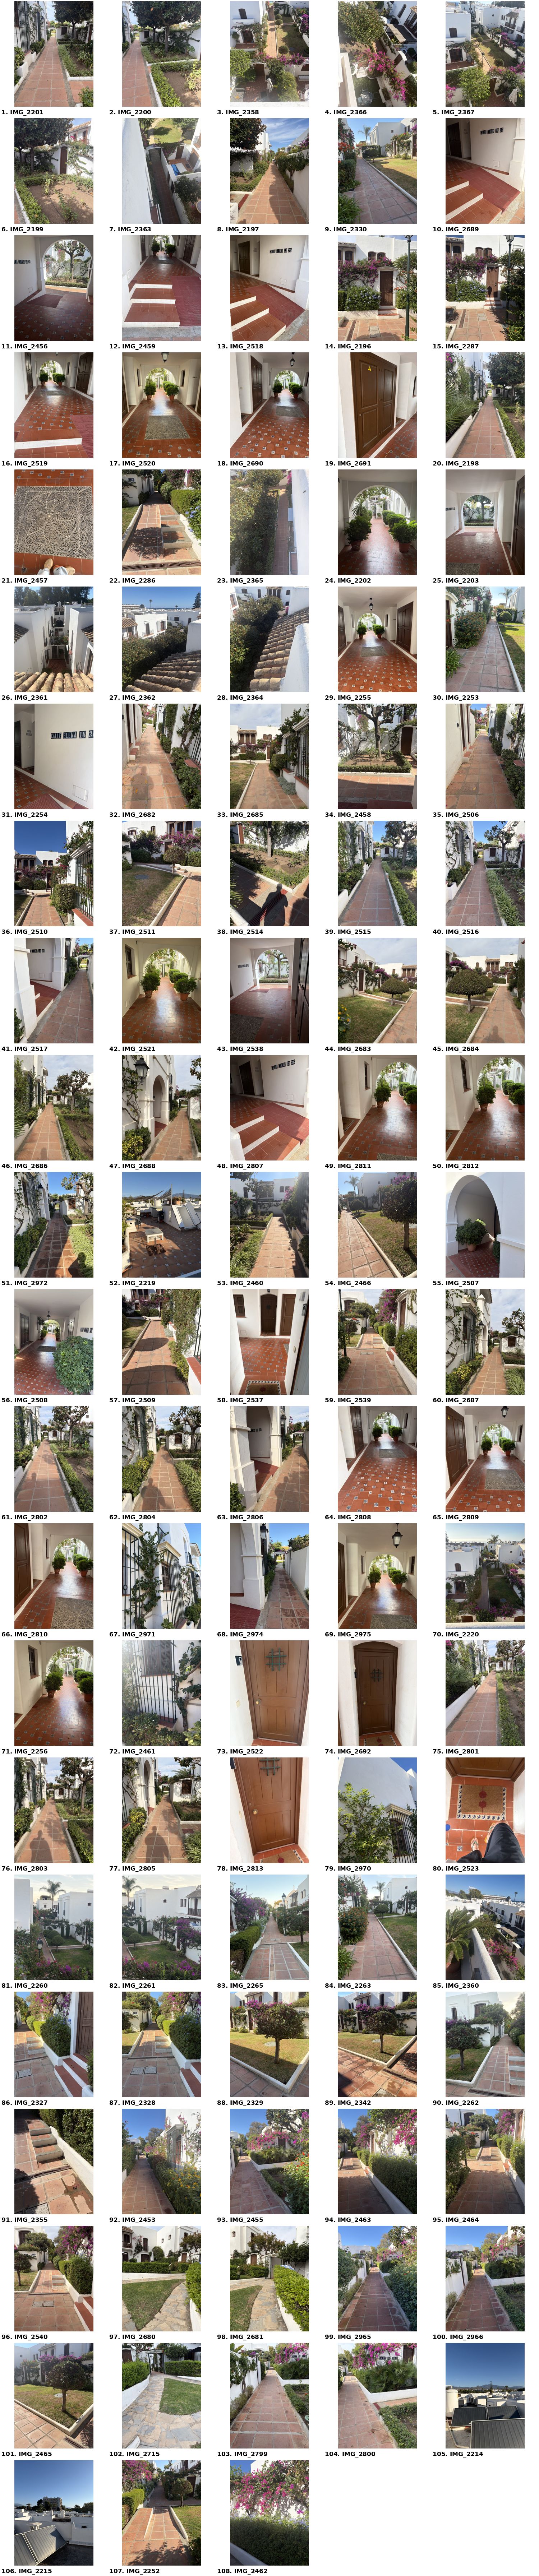 1. IMG_2201 2. IMG_2200 3. IMG_2358 4. IMG_2366 5. IMG_2367
6. IMG_2199 7. IMG_2363 8. IMG_2197 9. IMG_2330 10. IMG_2689
11. IMG_2456 12. IMG_2459 13. IMG_2518 14. IMG_2196 15. IMG_2287
16. IMG_2519 17. IMG_2520 18. IMG_2690 19. IMG_2691 20. IMG_2198
21. IMG_2457 22. IMG_2286 23. IMG_2365 24. IMG_2202 25. IMG_2203
26. IMG_2361 27. IMG_2362 28. IMG_2364 29. IMG_2255 30. IMG_2253
31. IMG_2254 32. IMG_2682 33. IMG_2685 34. IMG_2458 35. IMG_2506
36. IMG_2510 37. IMG_2511 38. IMG_2514 39. IMG_2515 40. IMG_2516
41. IMG_2517 42. IMG_2521 43. IMG_2538 44. IMG_2683 45. IMG_2684
46. IMG_2686 47. IMG_2688 48. IMG_2807 49. IMG_2811 50. IMG_2812
51. IMG_2972 52. IMG_2219 53. IMG_2460 54. IMG_2466 55. IMG_2507
56. IMG_2508 57. IMG_2509 58. IMG_2537 59. IMG_2539 60. IMG_2687
61. IMG_2802 62. IMG_2804 63. IMG_2806 64. IMG_2808 65. IMG_2809
66. IMG_2810 67. IMG_2971 68. IMG_2974 69. IMG_2975 70. IMG_2220
71. IMG_2256 72. IMG_2461 73. IMG_2522 74. IMG_2692 75. IMG_2801
76. IMG_2803 77. IMG_2805 78. IMG_2813 79. IMG_2970 80. IMG_2523
81. IMG_2260 82. IMG_2261 83. IMG_2265 84. IMG_2263 85. IMG_2360
86. IMG_2327 87. IMG_2328 88. IMG_2329 89. IMG_2342 90. IMG_2262
91. IMG_2355 92. IMG_2453 93. IMG_2455 94. IMG_2463 95. IMG_2464
96. IMG_2540 97. IMG_2680 98. IMG_2681 99. IMG_2965 100. IMG_2966
101. IMG_2465 102. IMG_2715 103. IMG_2799 104. IMG_2800 105. IMG_2214
106. IMG_2215 107. IMG_2252 108. IMG_2462